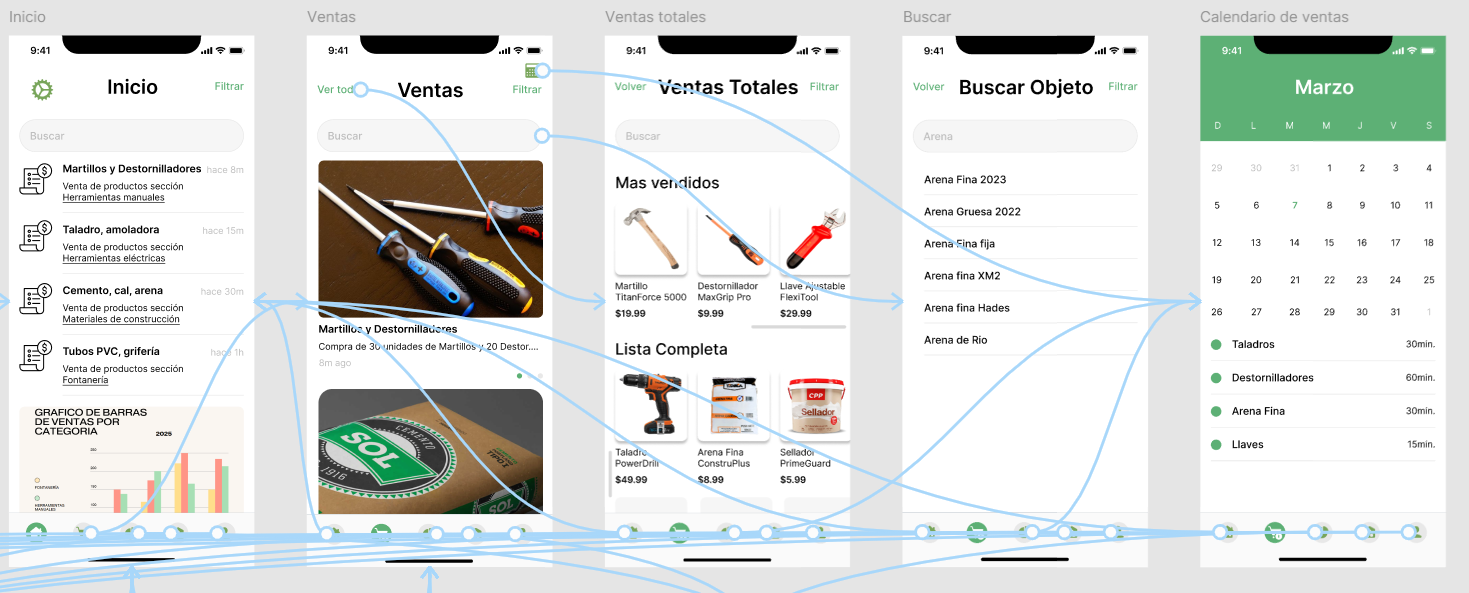 Inicio
9:41
Inicio
Filtrar
Buscar
Martillos y Destornilladores
hace 8m
Venta de productos sección
Herramientas manuales
Taladro, amoladora
hace 15m
Venta de productos sección
Herramientas eléctricas
Cemento, cal, arena
hace 30m
Venta de productos sección
Materiales de construcción
Tubos PVC, grifería
hace 1h
Venta de productos sección
Fontanería
GRAFICO DE BARRAS
DE VENTAS POR
CATEGORIA
2025
250
200
150
100
FONTANERÍA
HERRAMIENTAS
MANUALES
Ventas
9:41
Ver tod
Ventas
Filtrar
Buscar
Martillos y Destornilladores
Compra de 30 unidades de Martillos y 20 Destor....
8m ago
CEMENTO
SOL
1916
SOL
Ventas totales
9:41
Volver
Ventas Totales
Filtrar
Buscar
Mas vendidos
Martillo
TitanForce 5000
$19.99
Destornillador
MaxGrip Pro
$9.99
Llave Ajustable
FlexiTool
$29.99
Lista Completa
CPP
Sellador
Taladro
PowerDrill
$49.99
Arena Fina
ConstruPlus
$8.99
Sellador
PrimeGuard
$5.99
Buscar
9:41
Volver
Buscar Objeto
Filtrar
Arena
Arena Fina 2023
Arena Gruesa 2022
Arena Fina fija
Arena fina XM2
Arena fina Hades
Arena de Rio
Calendario de ventas
9:41
Marzo
D L M M J V S
29 30 31 1 2 3 4
5 6 7 8 9 10 11
12 13 14 15 16 17 18
19 20 21 22 23 24 25
26 27 28 29 30 31 1
Taladros 30min.
Destornilladores 60min.
Arena Fina 30min.
Llaves 15min.